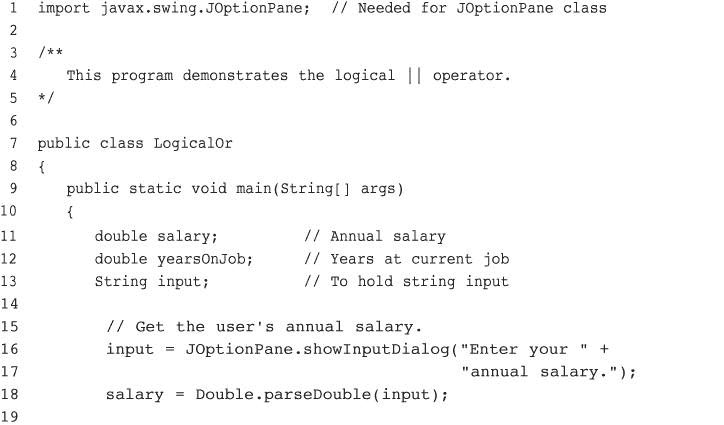 1 import javax.swing.JOptionPane; // Needed for JOptionPane class
2
3 /**
4 This program demonstrates the logical || operator.
5 */
6
7 public class LogicalOr
8 {
9 public static void main(String[] args)
10 {
11 double salary; // Annual salary
12 double yearsOnJob; // Years at current job
13 String input; // To hold string input
14
15 // Get the user's annual salary.
16 input = JOptionPane.showInputDialog("Enter your " +
17 "annual salary.");
18 salary = Double.parseDouble(input);
19